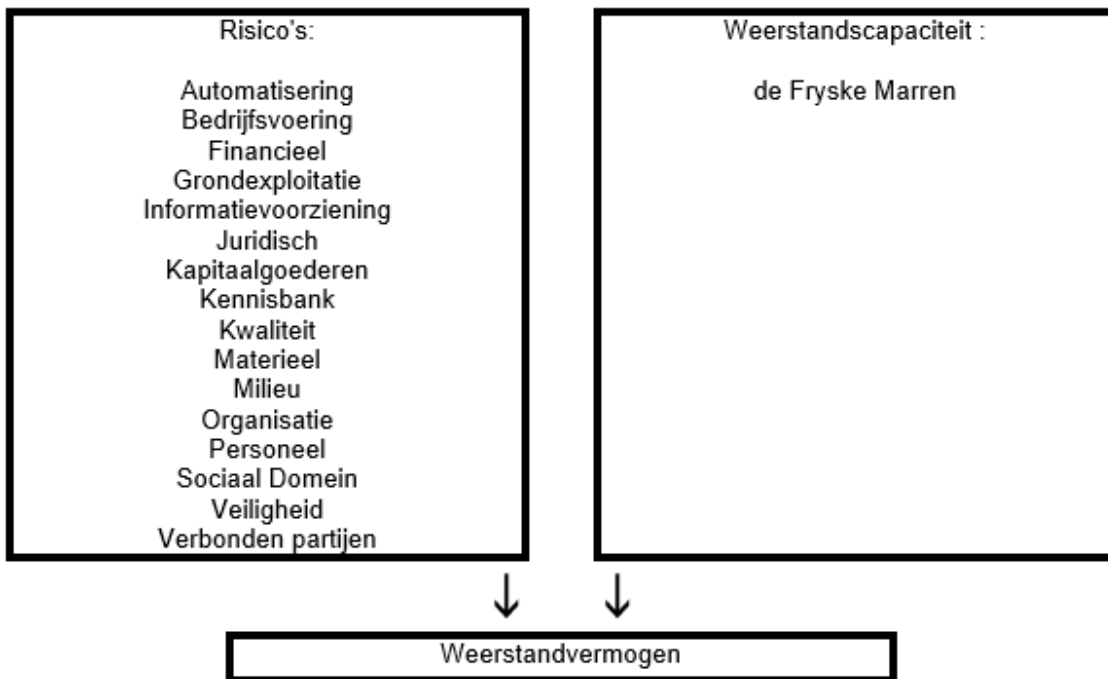 Risico's:
Automatisering
Bedrijfsvoering
Financieel
Grondexploitatie
Informatievoorziening
Juridisch
Kapitaalgoederen
Kennisbank
Kwaliteit
Materieel
Milieu
Organisatie
Personeel
Sociaal Domein
Veiligheid
Verbonden partijen
Weerstandscapaciteit :
de Fryske Marren
Weerstandvermogen